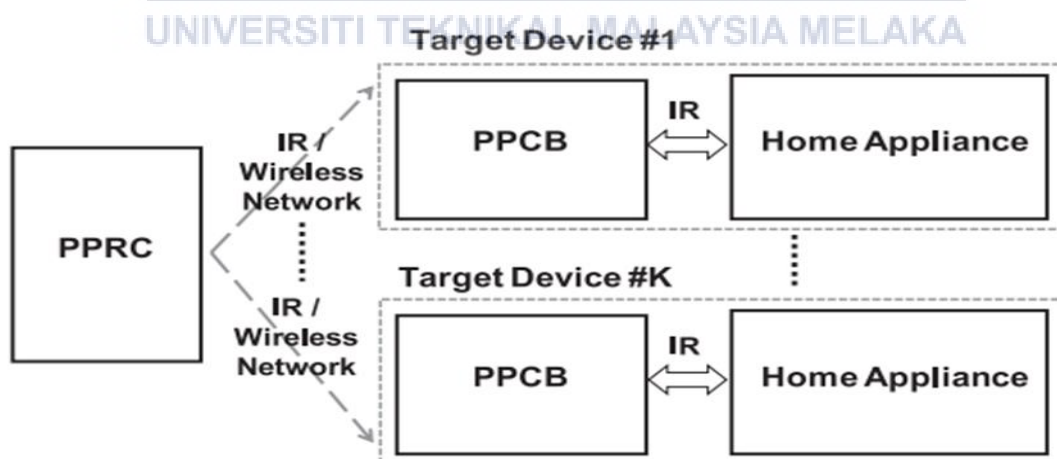 UNIVERSITI TEKNIKAL MALAYSIA MELAKA
Target Device #1
PPRC
IR /
Wireless
Network
PPCB
IR
Home Appliance
Target Device #K
IR /
Wireless
Network
PPCB
IR
Home Appliance